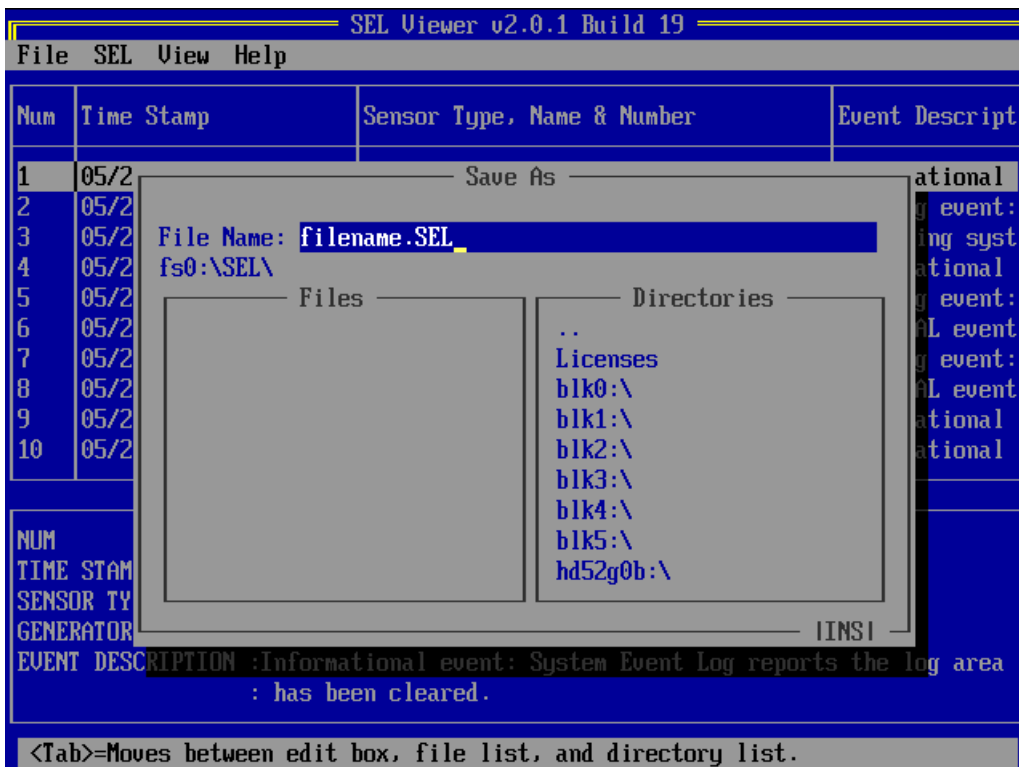 SEL Viewer v2.0.1 Build 19
File SEL View Help
Num Time Stamp Sensor Type, Name & Number Event Descript
1 05/2 Save As ational
2 05/2 g event:
3 05/2 File Name: filename.SEL_ ing syst
4 05/2 fs0:\SEL\ ational
5 05/2 Files Directories g event:
6 05/2 .. AL event
7 05/2 Licenses g event:
8 05/2 blk0:\ AL event
9 05/2 blk1:\ ational
10 05/2 blk2:\ ational
blk3:\
blk4:\
NUM blk5:\
TIME STAM hd52g0b:\
SENSOR TY
GENERATOR |INS|
EVENT DESCRIPTION :Informational event: System Event Log reports the log area
: has been cleared.
<Tab>=Moves between edit box, file list, and directory list.